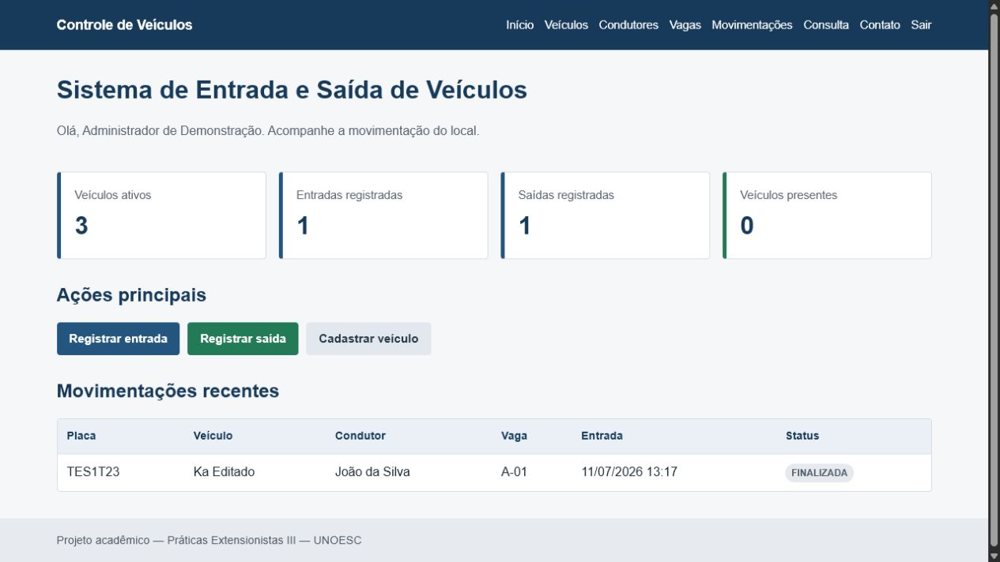 Controle de Veículos
Início Veículos Condutores Vagas Movimentações Consulta Contato Sair
Sistema de Entrada e Saída de Veículos
Olá, Administrador de Demonstração. Acompanhe a movimentação do local.
Veículos ativos
3
Entradas registradas
1
Saídas registradas
1
Veículos presentes
0
Ações principais
Registrar entrada Registrar saída Cadastrar veículo
Movimentações recentes
Placa Veículo Condutor Vaga Entrada Status
TES1T23 Ka Editado João da Silva A-01 11/07/2026 13:17 FINALIZADA
Projeto acadêmico — Práticas Extensionistas III — UNOESC